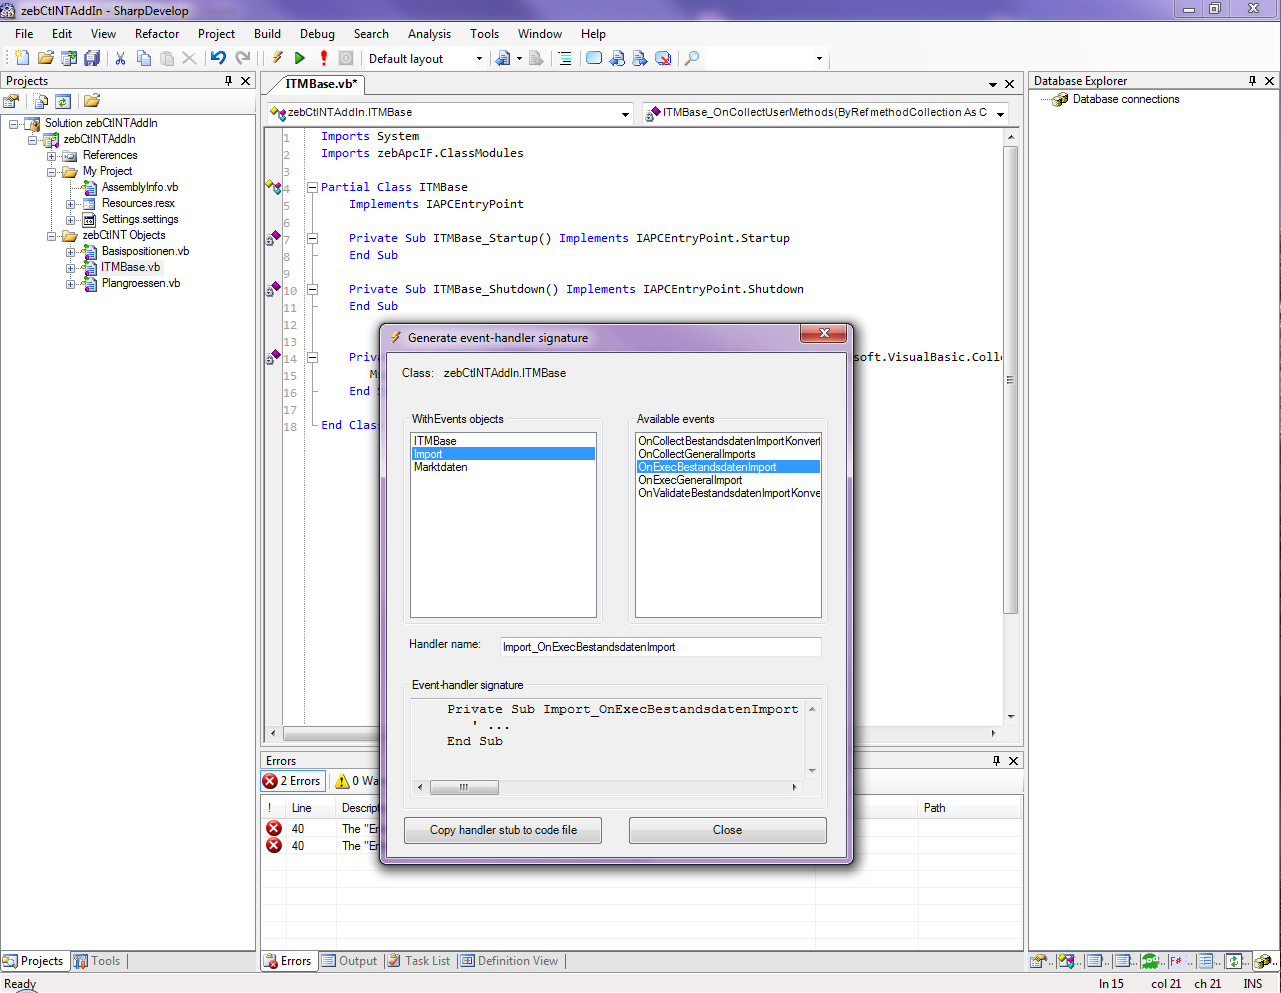 zebCtINTAddIn - SharpDevelop
File Edit View Refactor Project Build Debug Search Analysis Tools Window Help
Default layout
Projects
Solution zebCtINTAddIn
zebCtINTAddIn
References
My Project
AssemblyInfo.vb
Resources.resx
Settings.settings
zebCtINT Objects
Basispositionen.vb
ITMBase.vb
Plangroessen.vb
Projects Tools
ITMBase.vb*
zebCtINTAddIn.ITMBase
ITMBase_OnCollectUserMethods(ByRef methodCollection As C
1 Imports System
2 Imports zebApcIF.ClassModules
3
4 Partial Class ITMBase
5 Implements IAPCEntryPoint
6
7 Private Sub ITMBase_Startup() Implements IAPCEntryPoint.Startup
8 End Sub
9
10 Private Sub ITMBase_Shutdown() Implements IAPCEntryPoint.Shutdown
11 End Sub
12
13
14 Priv soft.VisualBasic.Colle
15 M
16 End
17
18 End Clas
Generate event-handler signature
Class: zebCtINTAddIn.ITMBase
WithEvents objects
ITMBase
Import
Marktdaten
Available events
OnCollectBestandsdatenImportKonvert
OnCollectGeneralImports
OnExecBestandsdatenImport
OnExecGeneralImport
OnValidateBestandsdatenImportKonve
Handler name: Import_OnExecBestandsdatenImport
Event-handler signature
Private Sub Import_OnExecBestandsdatenImport
' ...
End Sub
Copy handler stub to code file
Close
Errors
2 Errors 0 Wa
! Line Descript Path
40 The "En
40 The "En
Errors Output Task List Definition View
Database Explorer
Database connections
F#
Ready
ln 15 col 21 ch 21 INS